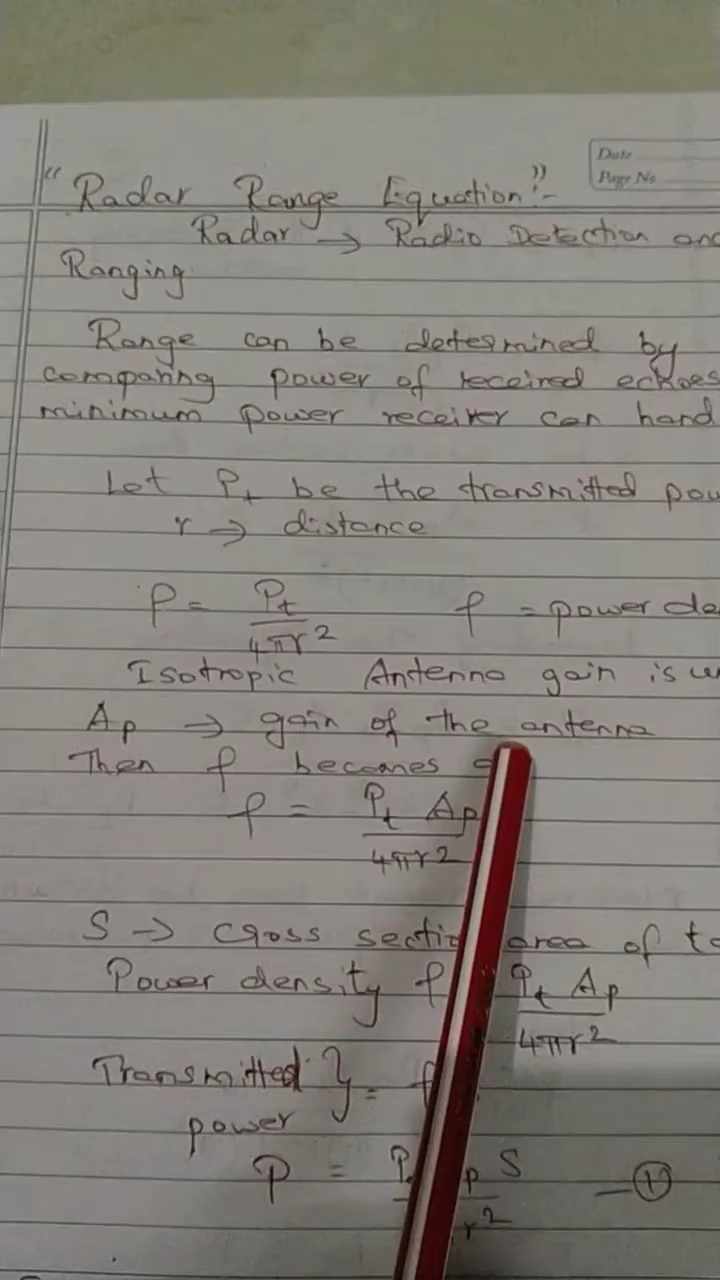 Date
Page No
"Radar Range Equation":-
Radar → Radio Detection and
Ranging
Range can be determined by
comparing power of received echoes
minimum power receiver can hand
Let Pt be the transmitted pow
r → distance
ρ = Pt / 4πr² ρ = power de
Isotropic Antenna gain is u
Ap → gain of the antenna
Then ρ becomes
ρ = Pt Ap / 4πr²
S → cross section area of ta
Power density ρ Pt Ap / 4πr²
Transmitted } = ρ
power
P = P p S / r² —①